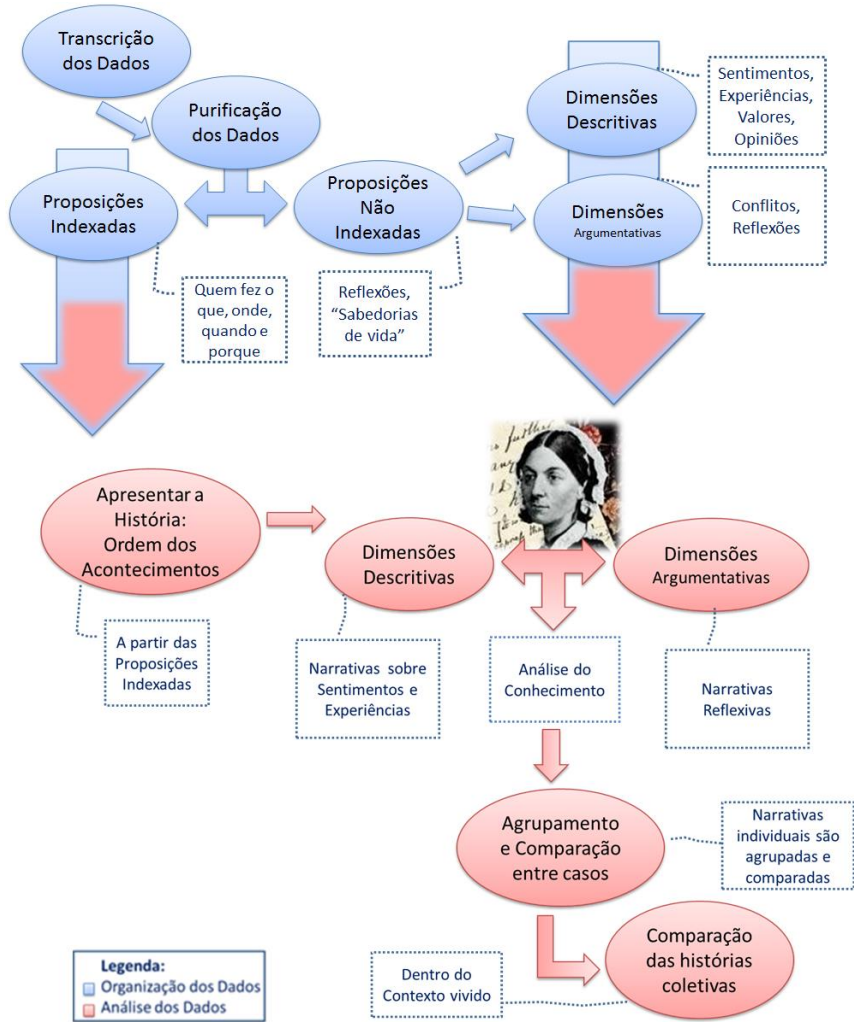 Transcrição
dos Dados
Purificação
dos Dados
Proposições
Indexadas
Proposições
Não
Indexadas
Quem fez o
que, onde,
quando e
porque
Reflexões,
“Sabedorias
de vida”
Dimensões
Descritivas
Sentimentos,
Experiências,
Valores,
Opiniões
Dimensões
Argumentativas
Conflitos,
Reflexões
Apresentar a
História:
Ordem dos
Acontecimentos
A partir das
Proposições
Indexadas
Dimensões
Descritivas
Narrativas sobre
Sentimentos e
Experiências
Análise do
Conhecimento
Dimensões
Argumentativas
Narrativas
Reflexivas
Agrupamento
e Comparação
entre casos
Narrativas
individuais são
agrupadas e
comparadas
Comparação
das histórias
coletivas
Dentro do
Contexto vivido
Legenda:
Organização dos Dados
Análise dos Dados